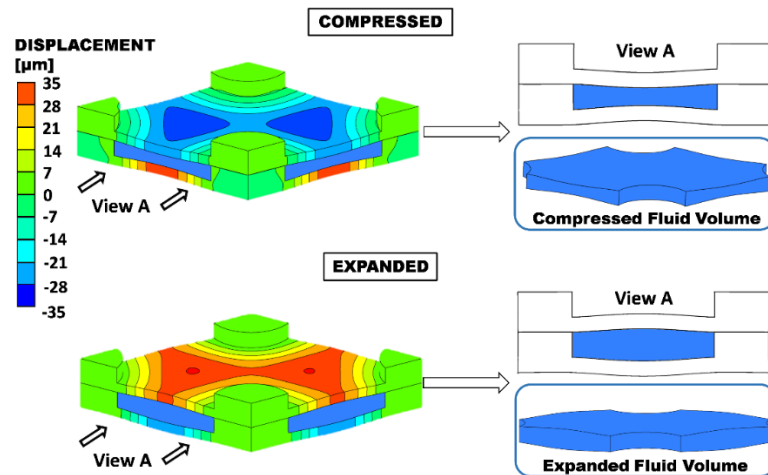 COMPRESSED
DISPLACEMENT
[µm]
35
28
21
14
7
0
-7
-14
-21
-28
-35
View A
View A
Compressed Fluid Volume
EXPANDED
View A
View A
Expanded Fluid Volume